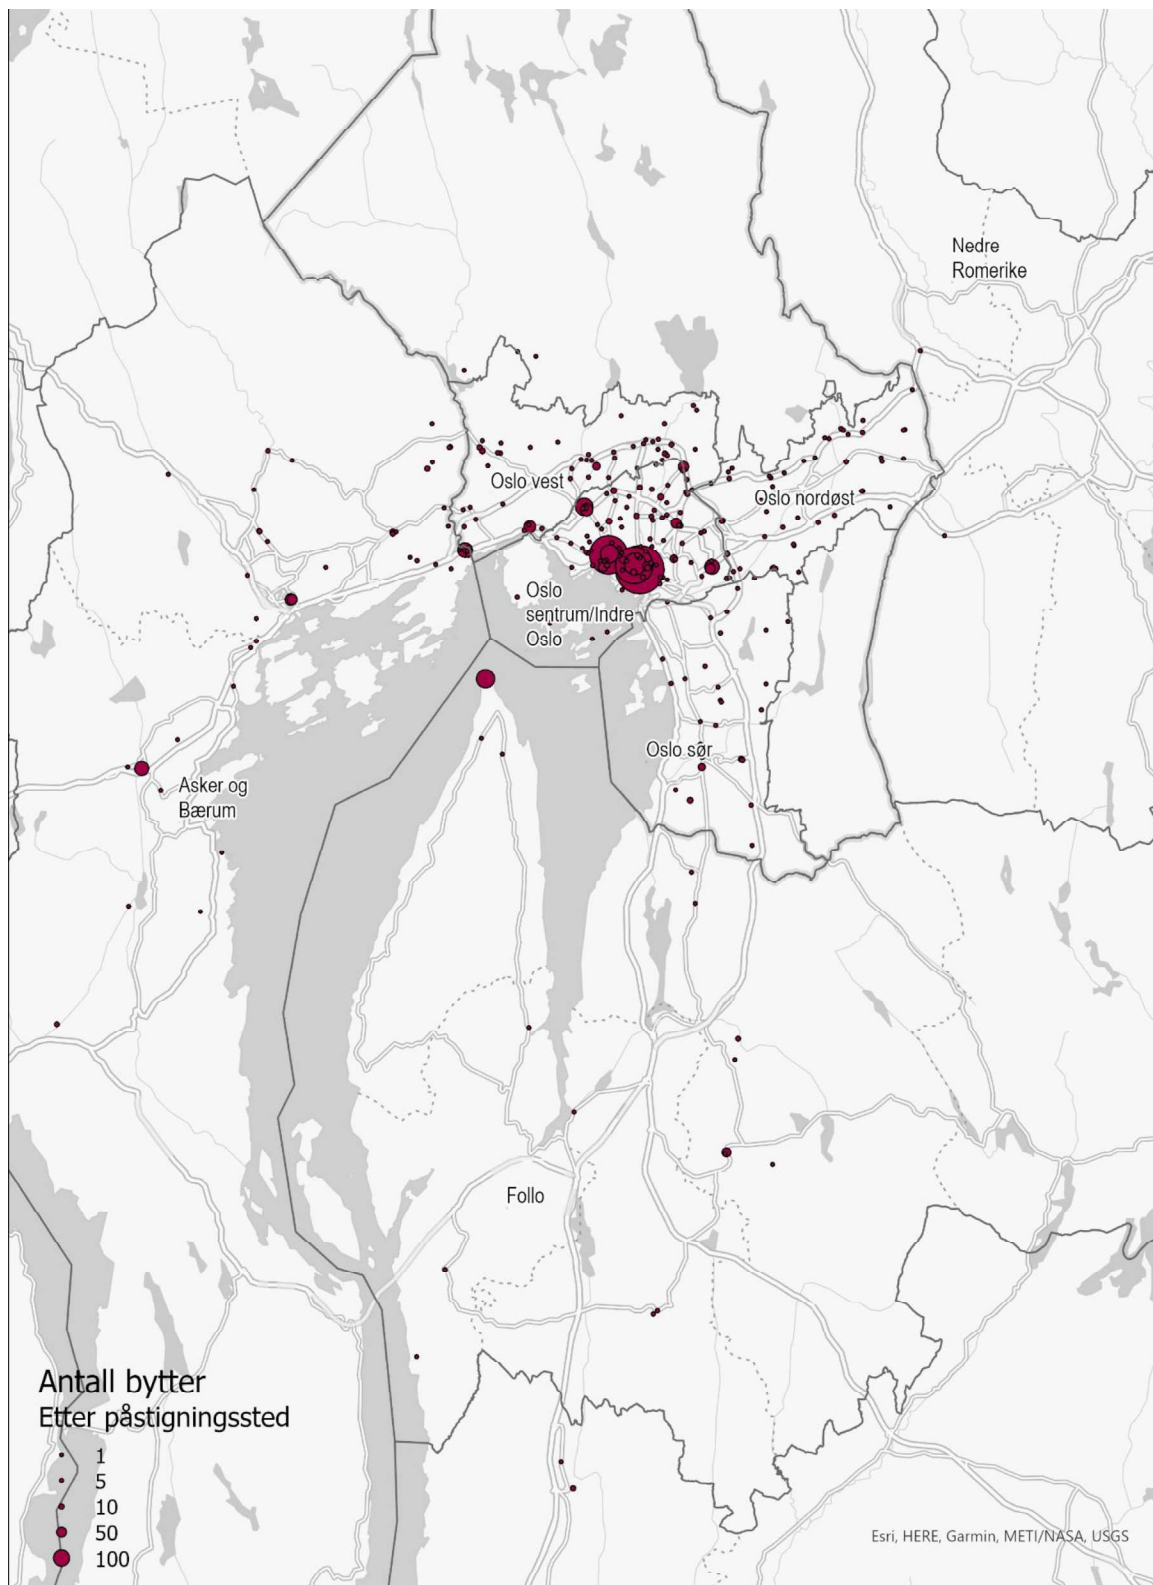 Nedre
Romerike
Oslo vest
Oslo nordøst
Oslo
sentrum/Indre
Oslo
Oslo sør
Asker og
Bærum
Follo
Antall bytter
Etter påstigningssted
1
5
10
50
100
Esri, HERE, Garmin, METI/NASA, USGS